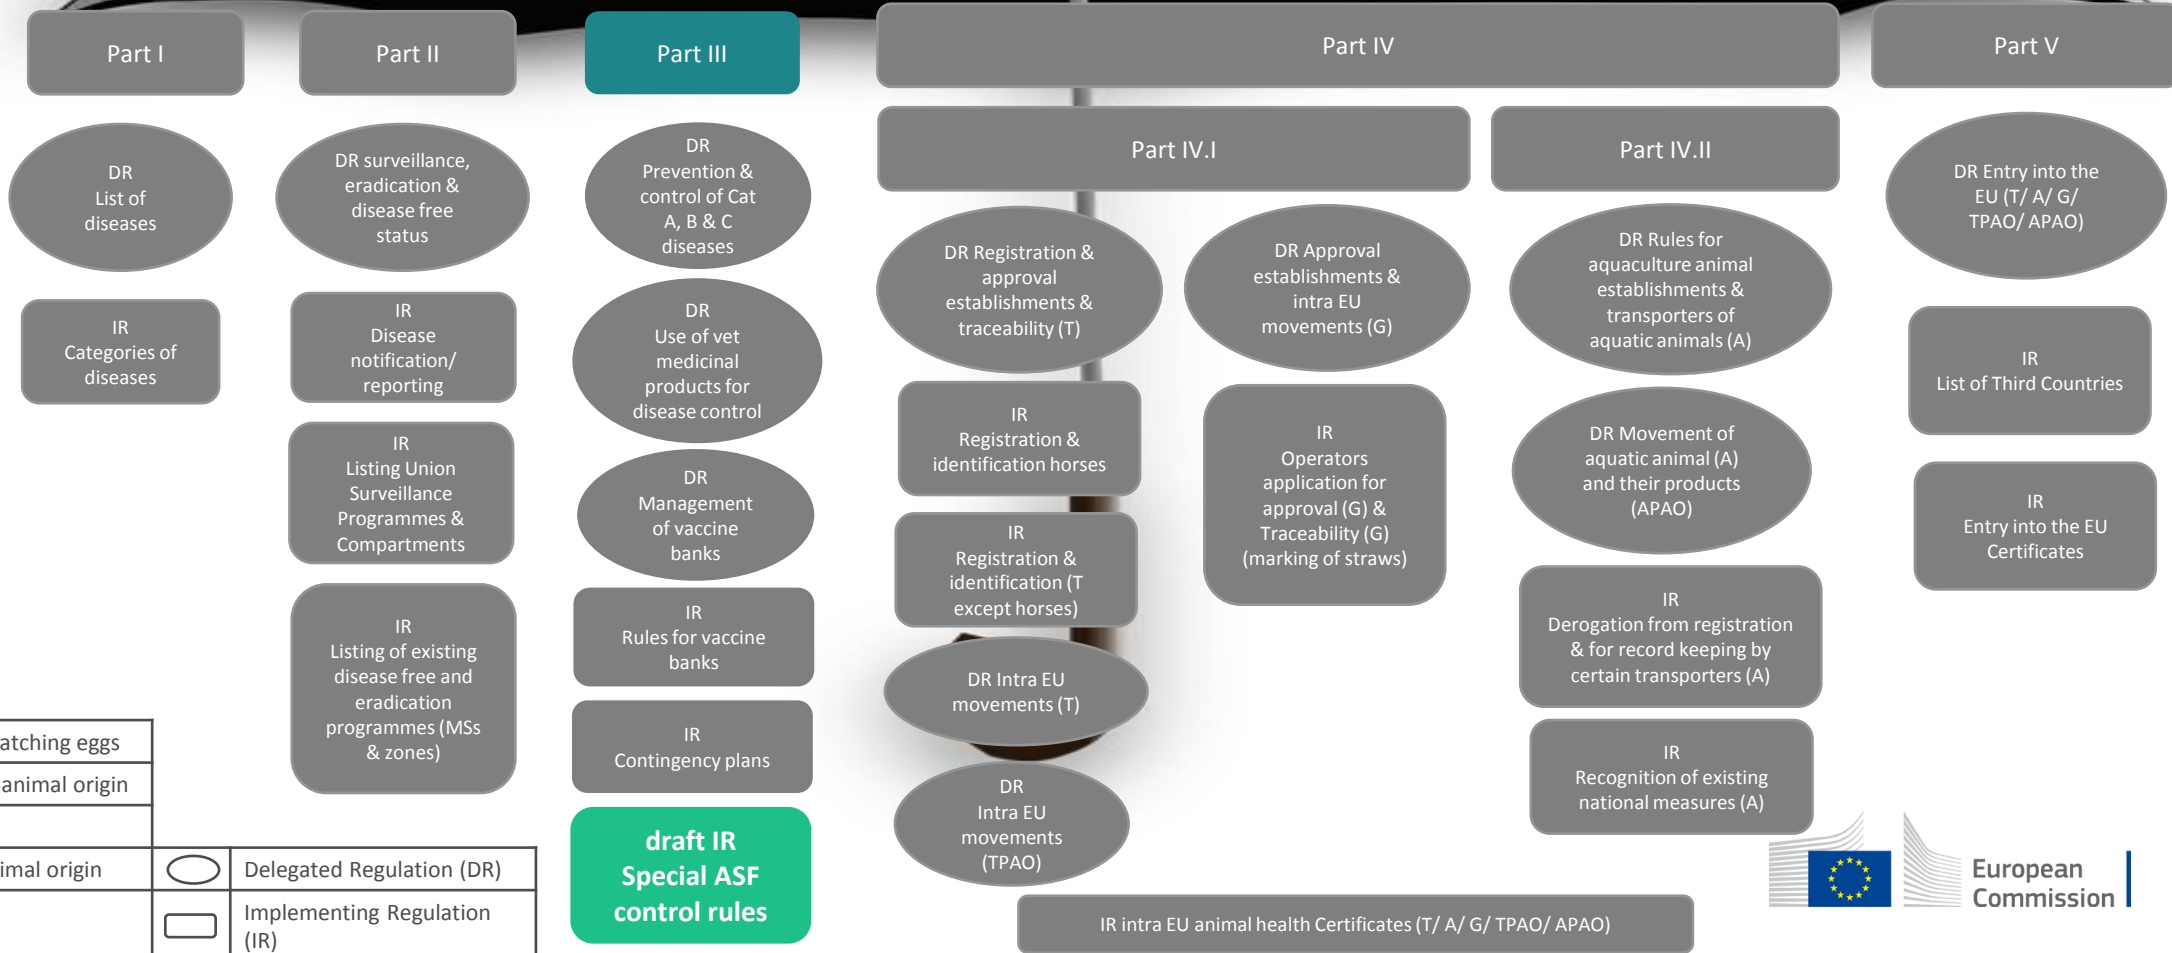 Part I
Part II
Part III
Part IV
Part V
Part IV.I
Part IV.II
DR
List of
diseases
IR
Categories of
diseases
DR surveillance,
eradication &
disease free
status
IR
Disease
notification/
reporting
IR
Listing Union
Surveillance
Programmes &
Compartments
IR
Listing of existing
disease free and
eradication
programmes (MSs
& zones)
DR
Prevention &
control of Cat
A, B & C
diseases
DR
Use of vet
medicinal
products for
disease control
DR
Management
of vaccine
banks
IR
Rules for vaccine
banks
IR
Contingency plans
draft IR
Special ASF
control rules
DR Registration &
approval
establishments &
traceability (T)
IR
Registration &
identification horses
IR
Registration &
identification (T
except horses)
DR Intra EU
movements (T)
DR
Intra EU
movements
(TPAO)
DR Approval
establishments &
intra EU
movements (G)
IR
Operators
application for
approval (G) &
Traceability (G)
(marking of straws)
DR Rules for
aquaculture animal
establishments &
transporters of
aquatic animals (A)
DR Movement of
aquatic animal (A)
and their products
(APAO)
IR
Derogation from registration
& for record keeping by
certain transporters (A)
IR
Recognition of existing
national measures (A)
DR Entry into the
EU (T/ A/ G/
TPAO/ APAO)
IR
List of Third Countries
IR
Entry into the EU
Certificates
IR intra EU animal health Certificates (T/ A/ G/ TPAO/ APAO)
atching eggs
animal origin
imal origin
Delegated Regulation (DR)
Implementing Regulation
(IR)
European
Commission